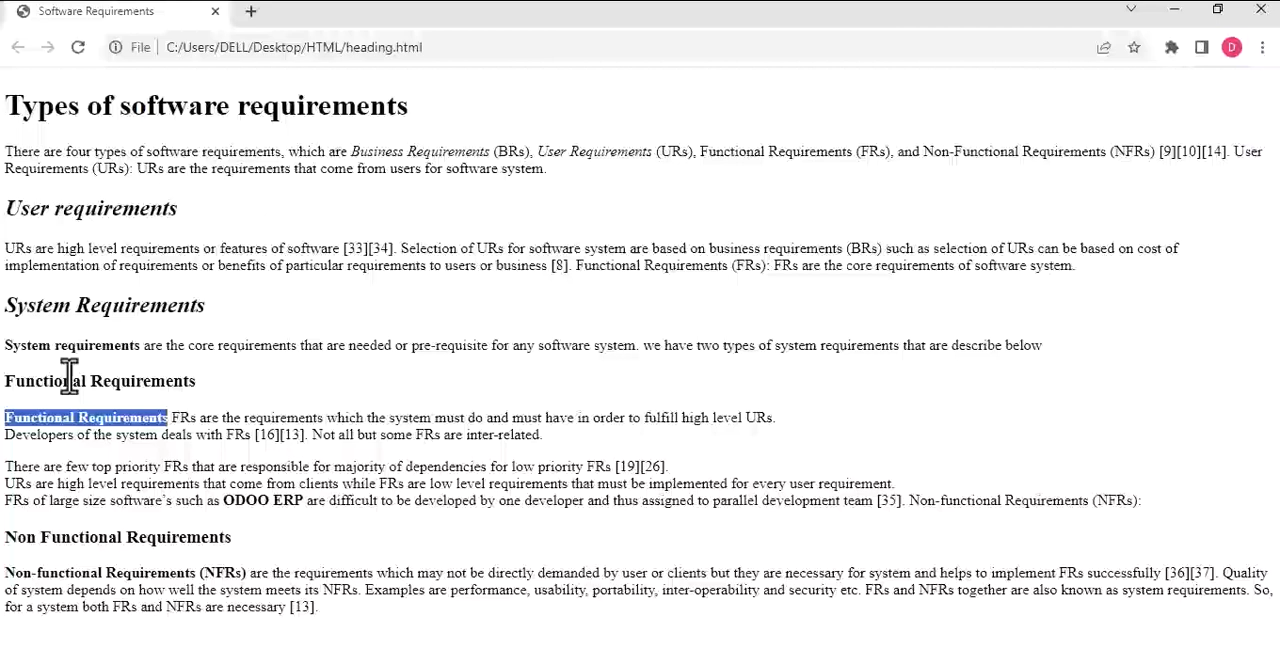 Software Requirements
File
C:/Users/DELL/Desktop/HTML/heading.html
D
Types of software requirements
There are four types of software requirements, which are Business Requirements (BRs), User Requirements (URs), Functional Requirements (FRs), and Non-Functional Requirements (NFRs) [9][10][14]. User
Requirements (URs): URs are the requirements that come from users for software system.
User requirements
URs are high level requirements or features of software [33][34]. Selection of URs for software system are based on business requirements (BRs) such as selection of URs can be based on cost of
implementation of requirements or benefits of particular requirements to users or business [8]. Functional Requirements (FRs): FRs are the core requirements of software system.
System Requirements
System requirements are the core requirements that are needed or pre-requisite for any software system. we have two types of system requirements that are describe below
Functional Requirements
Functional Requirements FRs are the requirements which the system must do and must have in order to fulfill high level URs.
Developers of the system deals with FRs [16][13]. Not all but some FRs are inter-related.
There are few top priority FRs that are responsible for majority of dependencies for low priority FRs [19][26].
URs are high level requirements that come from clients while FRs are low level requirements that must be implemented for every user requirement.
FRs of large size software's such as ODOO ERP are difficult to be developed by one developer and thus assigned to parallel development team [35]. Non-functional Requirements (NFRs):
Non Functional Requirements
Non-functional Requirements (NFRs) are the requirements which may not be directly demanded by user or clients but they are necessary for system and helps to implement FRs successfully [36][37]. Quality
of system depends on how well the system meets its NFRs. Examples are performance, usability, portability, inter-operability and security etc. FRs and NFRs together are also known as system requirements. So,
for a system both FRs and NFRs are necessary [13].